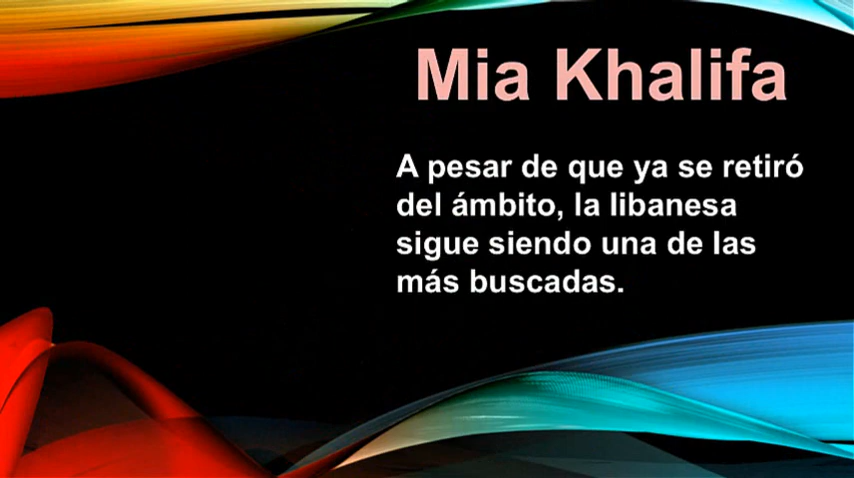 Mia Khalifa
A pesar de que ya se retiró
del ámbito, la libanesa
sigue siendo una de las
más buscadas.